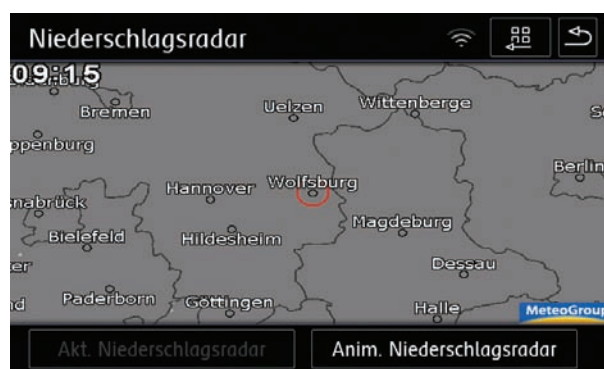 Niederschlagsradar
09:15
Bremen
Uelzen
Wittenberge
Berlin
Hannover
Wolfsburg
Magdeburg
Bielefeld
Hildesheim
Dessau
Paderborn
Göttingen
Halle
MeteoGroup
Akt. Niederschlagsradar
Anim. Niederschlagsradar